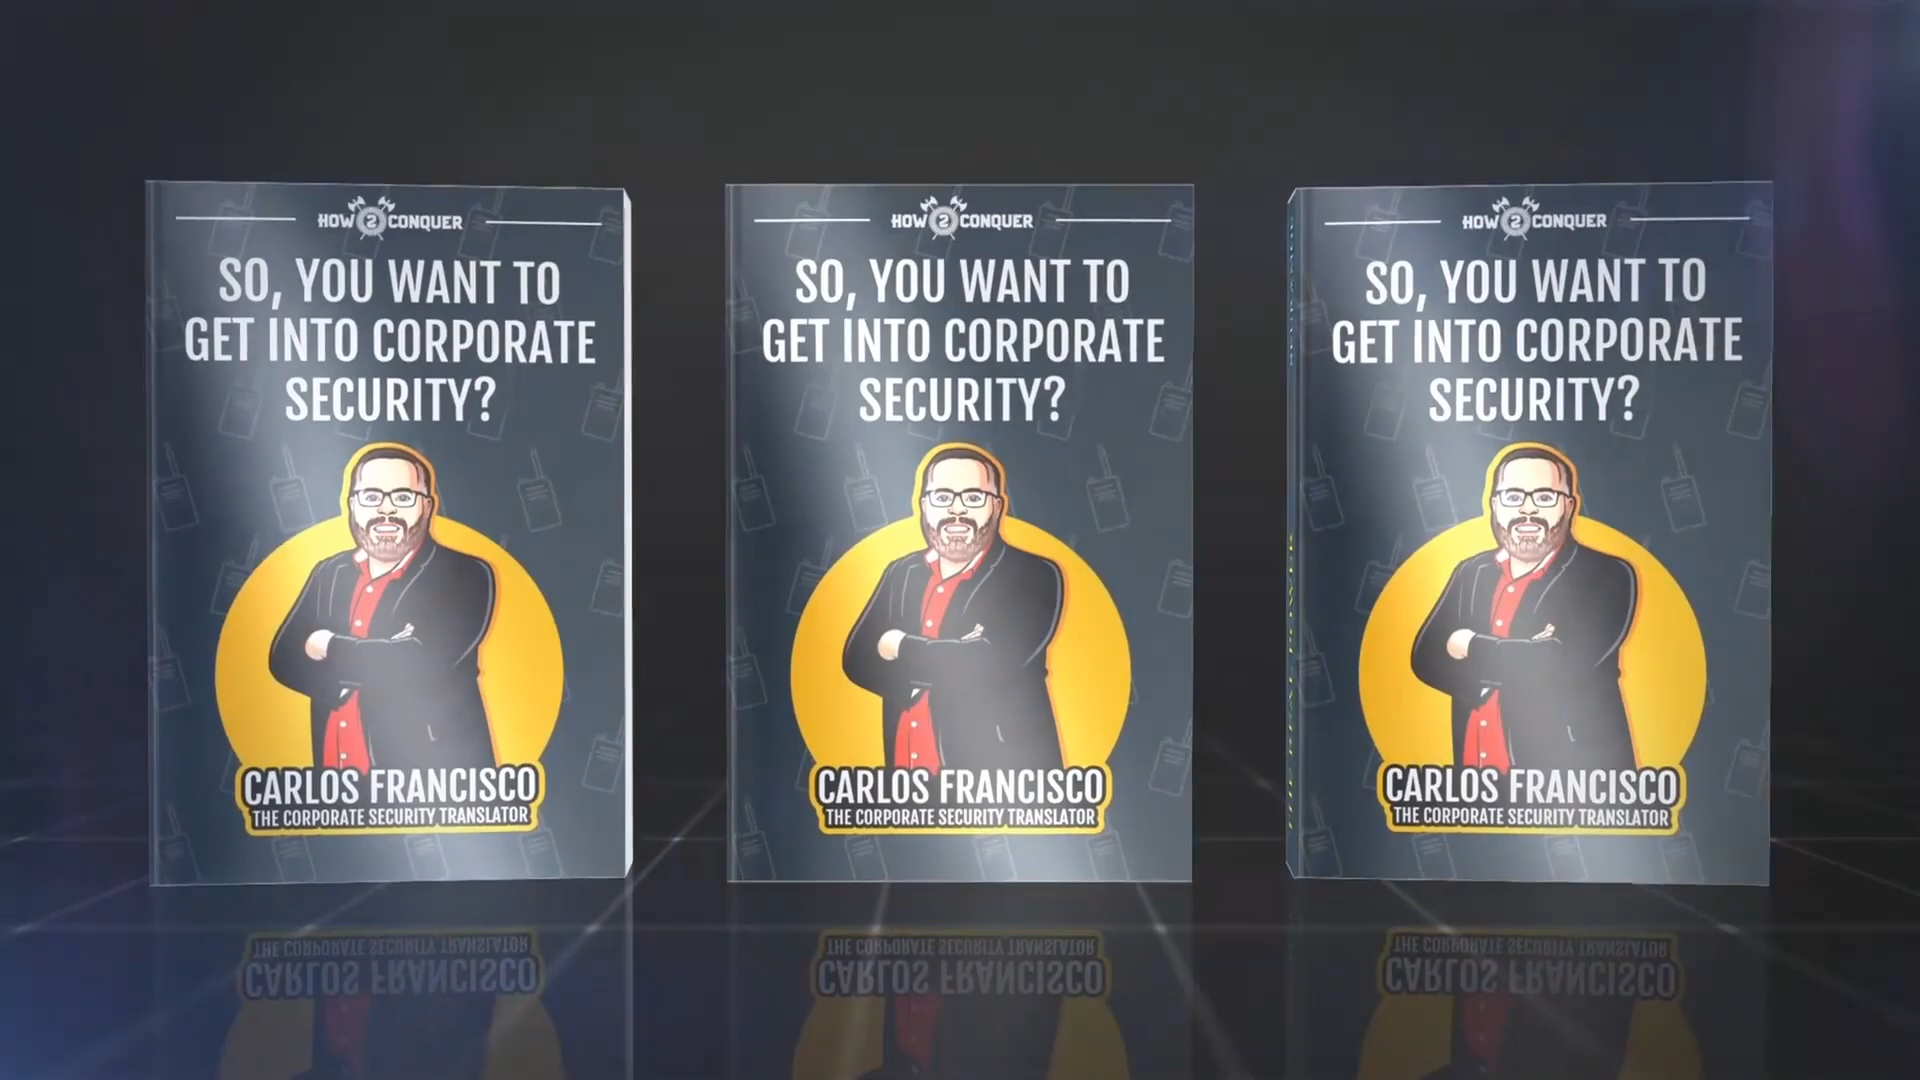 HOW 2 CONQUER
SO, YOU WANT TO
GET INTO CORPORATE
SECURITY?
CARLOS FRANCISCO
THE CORPORATE SECURITY TRANSLATOR
HOW 2 CONQUER
SO, YOU WANT TO
GET INTO CORPORATE
SECURITY?
CARLOS FRANCISCO
THE CORPORATE SECURITY TRANSLATOR
HOW 2 CONQUER
SO, YOU WANT TO
GET INTO CORPORATE
SECURITY?
CARLOS FRANCISCO
THE CORPORATE SECURITY TRANSLATOR